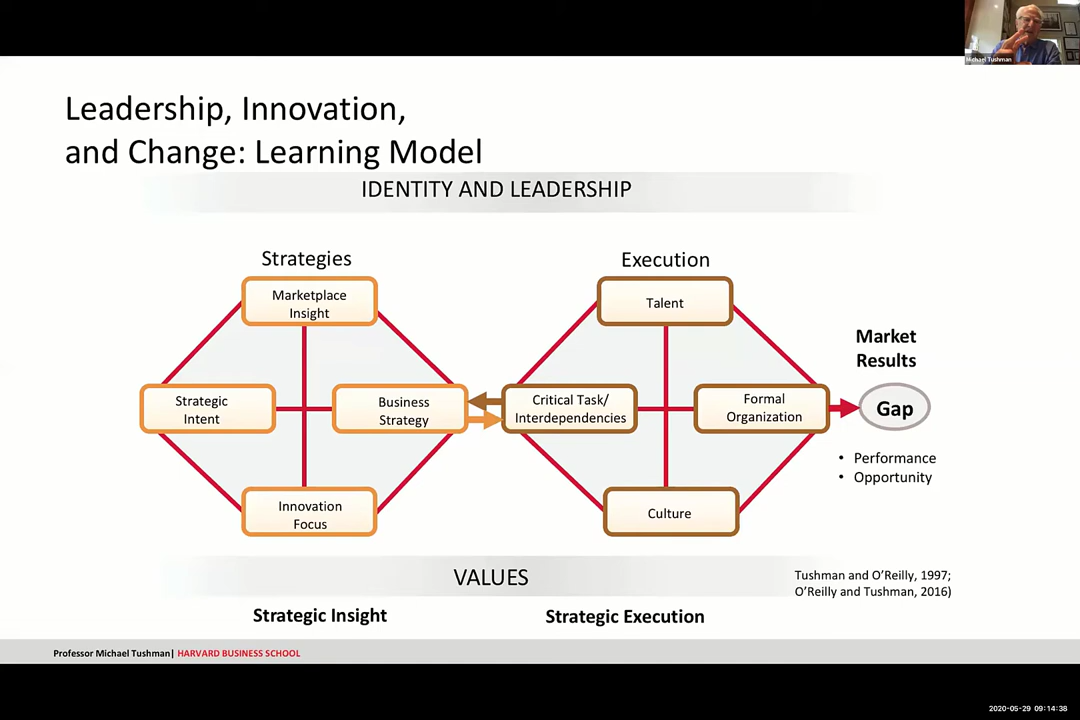 Michael Tushman
Leadership, Innovation,
and Change: Learning Model
IDENTITY AND LEADERSHIP
Strategies
Execution
Marketplace
Insight
Talent
Market
Results
Strategic
Intent
Business
Strategy
Critical Task/
Interdependencies
Formal
Organization
Gap
• Performance
• Opportunity
Innovation
Focus
Culture
VALUES
Tushman and O'Reilly, 1997;
O'Reilly and Tushman, 2016)
Strategic Insight
Strategic Execution
Professor Michael Tushman| HARVARD BUSINESS SCHOOL
2020-05-29 09:14:38